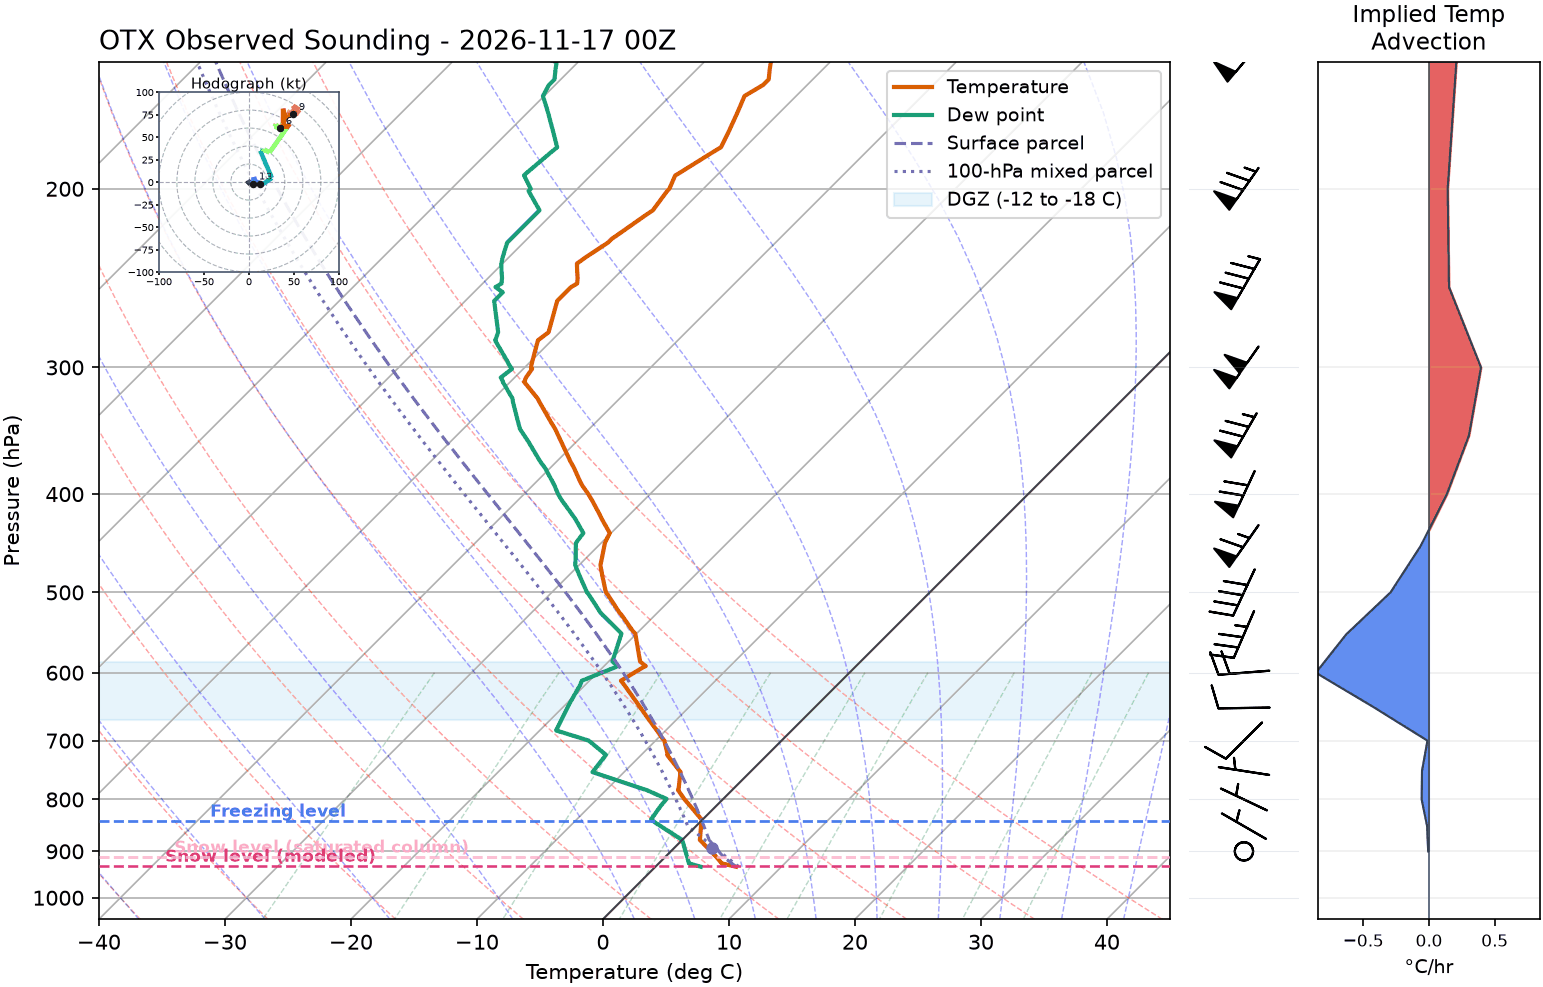 OTX Observed Sounding - 2026-11-17 00Z
Implied Temp
Advection
Hodograph (kt)
100
75
50
25
0
−25
−50
−75
−100
−100
−50
0
50
100
1
3
6
9
Temperature
Dew point
Surface parcel
100-hPa mixed parcel
DGZ (-12 to -18 C)
Pressure (hPa)
200
300
400
500
600
700
800
900
1000
Freezing level
Snow level (saturated column)
Snow level (modeled)
−40
−30
−20
−10
0
10
20
30
40
Temperature (deg C)
−0.5
0.0
0.5
°C/hr